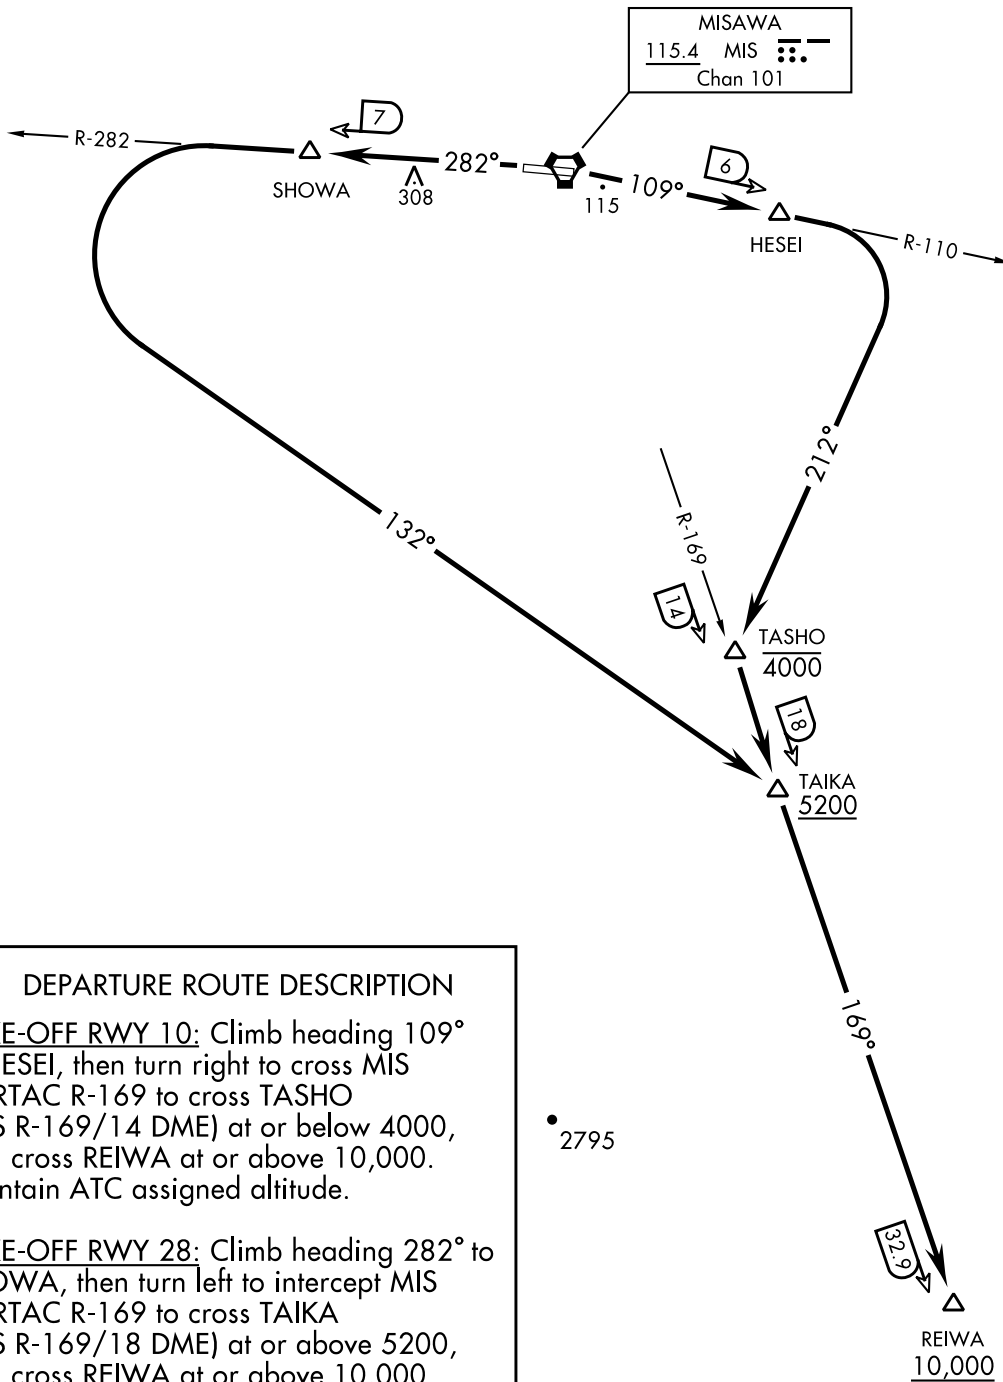 MISAWA
115.4 MIS
Chan 101
7
R-282
282°
SHOWA
308
115
109°
6
HESEI
R-110
212°
132°
R-169
14
TASHO
4000
18
TAIKA
5200
169°
2795
32.9
REIWA
10,000
DEPARTURE ROUTE DESCRIPTION
E-OFF RWY 10: Climb heading 109°
ESEI, then turn right to cross MIS
RTAC R-169 to cross TASHO
S R-169/14 DME) at or below 4000,
cross REIWA at or above 10,000.
ntain ATC assigned altitude.
E-OFF RWY 28: Climb heading 282° to
OWA, then turn left to intercept MIS
RTAC R-169 to cross TAIKA
S R-169/18 DME) at or above 5200,
cross REIWA at or above 10,000